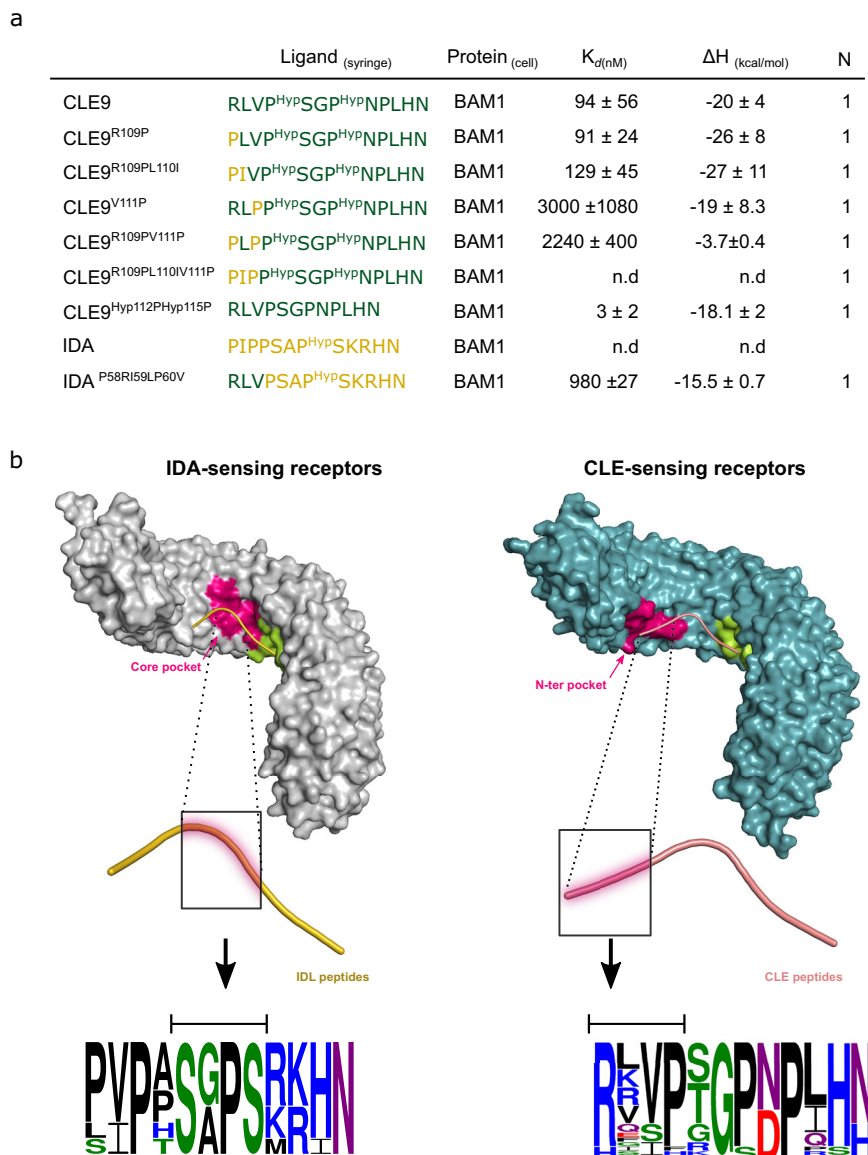 a
Ligand (syringe) Protein (cell) Kd(nM) ΔH (kcal/mol) N
CLE9 RLVPHypSGPHypNPLHN BAM1 94 ± 56 -20 ± 4 1
CLE9R109P PLVPHypSGPHypNPLHN BAM1 91 ± 24 -26 ± 8 1
CLE9R109PL110I PIVPHypSGPHypNPLHN BAM1 129 ± 45 -27 ± 11 1
CLE9V111P RLPPHypSGPHypNPLHN BAM1 3000 ±1080 -19 ± 8.3 1
CLE9R109PV111P PLPPHypSGPHypNPLHN BAM1 2240 ± 400 -3.7±0.4 1
CLE9R109PL110IV111P PIPPHypSGPHypNPLHN BAM1 n.d n.d 1
CLE9Hyp112PHyp115P RLVPSGPNPLHN BAM1 3 ± 2 -18.1 ± 2 1
IDA PIPPSAPHypSKRHN BAM1 n.d n.d
IDA P58RI59LP60V RLVPSAPHypSKRHN BAM1 980 ±27 -15.5 ± 0.7 1
b
IDA-sensing receptors CLE-sensing receptors
Core pocket
N-ter pocket
IDL peptides CLE peptides
PVPASGPSRKHN
RLVPSGPNPLHN